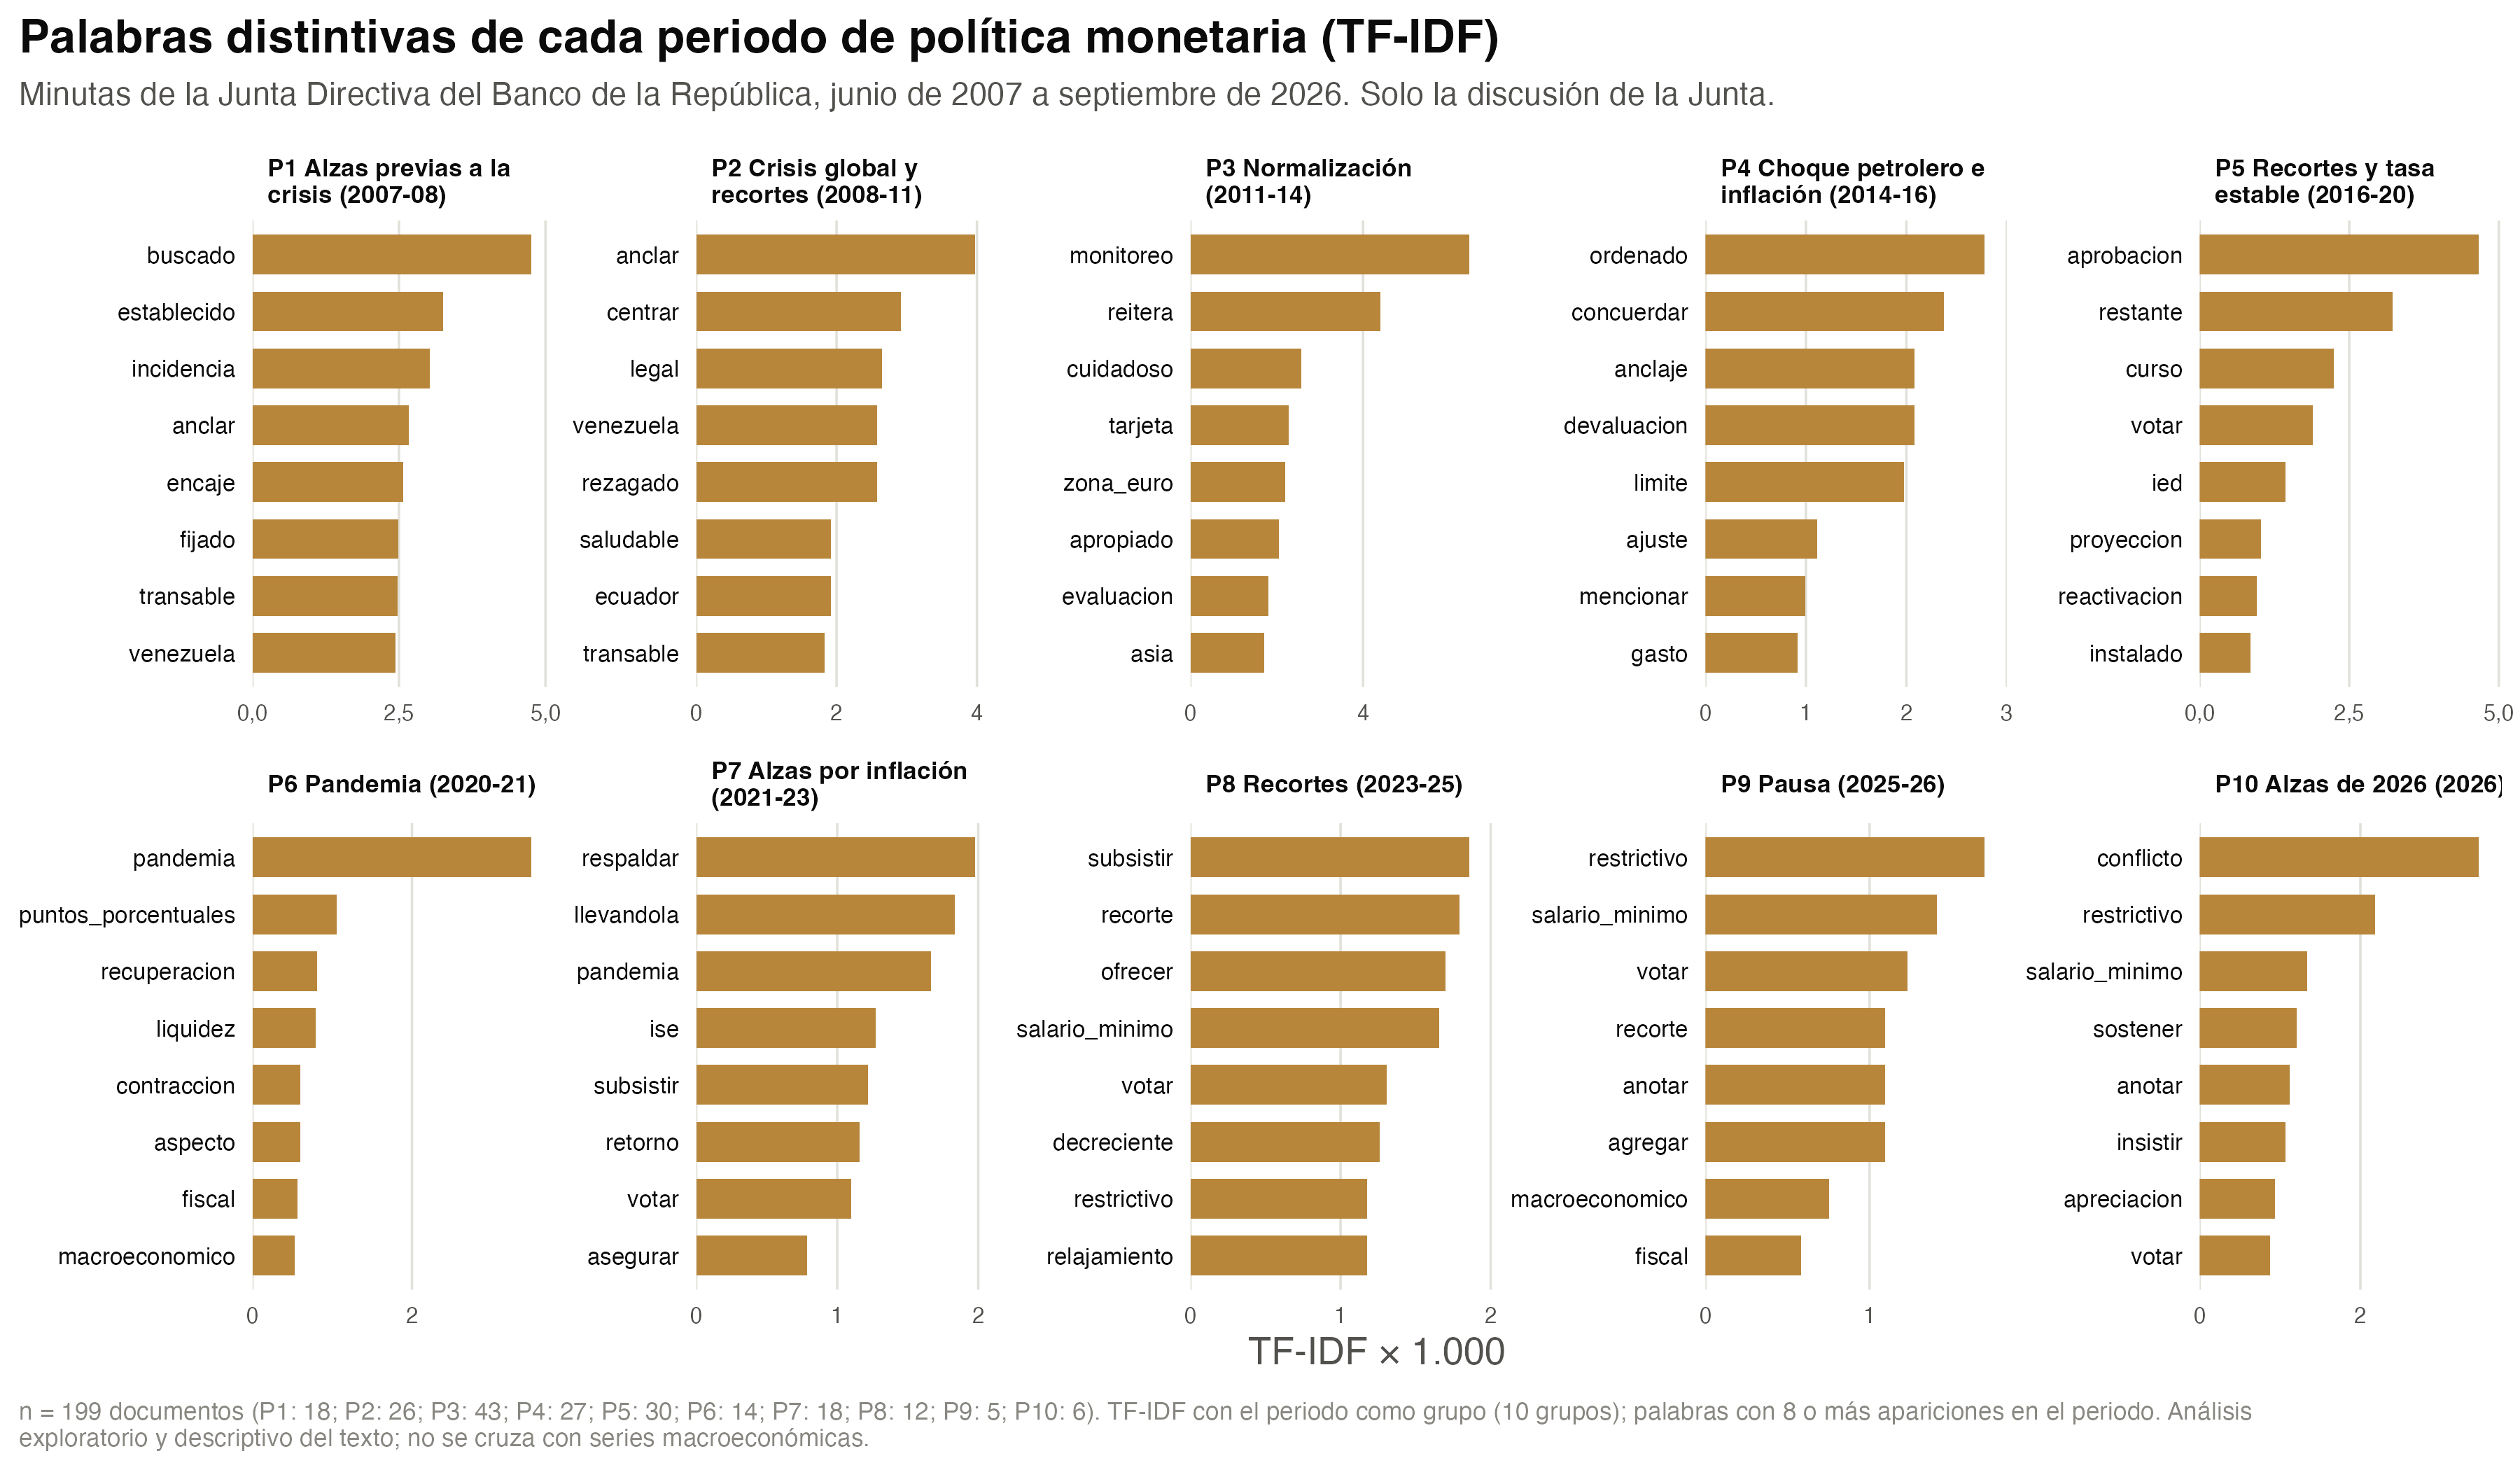 Palabras distintivas de cada periodo de política monetaria (TF-IDF)
Minutas de la Junta Directiva del Banco de la República, junio de 2007 a septiembre de 2026. Solo la discusión de la Junta.
P1 Alzas previas a la
crisis (2007-08)
buscado
establecido
incidencia
anclar
encaje
fijado
transable
venezuela
0,0 2,5 5,0
P2 Crisis global y
recortes (2008-11)
anclar
centrar
legal
venezuela
rezagado
saludable
ecuador
transable
0 2 4
P3 Normalización
(2011-14)
monitoreo
reitera
cuidadoso
tarjeta
zona_euro
apropiado
evaluacion
asia
0 4
P4 Choque petrolero e
inflación (2014-16)
ordenado
concuerdar
anclaje
devaluacion
limite
ajuste
mencionar
gasto
0 1 2 3
P5 Recortes y tasa
estable (2016-20)
aprobacion
restante
curso
votar
ied
proyeccion
reactivacion
instalado
0,0 2,5 5,0
P6 Pandemia (2020-21)
pandemia
puntos_porcentuales
recuperacion
liquidez
contraccion
aspecto
fiscal
macroeconomico
0 2
P7 Alzas por inflación
(2021-23)
respaldar
llevandola
pandemia
ise
subsistir
retorno
votar
asegurar
0 1 2
P8 Recortes (2023-25)
subsistir
recorte
ofrecer
salario_minimo
votar
decreciente
restrictivo
relajamiento
0 1 2
P9 Pausa (2025-26)
restrictivo
salario_minimo
votar
recorte
anotar
agregar
macroeconomico
fiscal
0 1
P10 Alzas de 2026 (2026)
conflicto
restrictivo
salario_minimo
sostener
anotar
insistir
apreciacion
votar
0 2
TF-IDF × 1.000
n = 199 documentos (P1: 18; P2: 26; P3: 43; P4: 27; P5: 30; P6: 14; P7: 18; P8: 12; P9: 5; P10: 6). TF-IDF con el periodo como grupo (10 grupos); palabras con 8 o más apariciones en el periodo. Análisis
exploratorio y descriptivo del texto; no se cruza con series macroeconómicas.